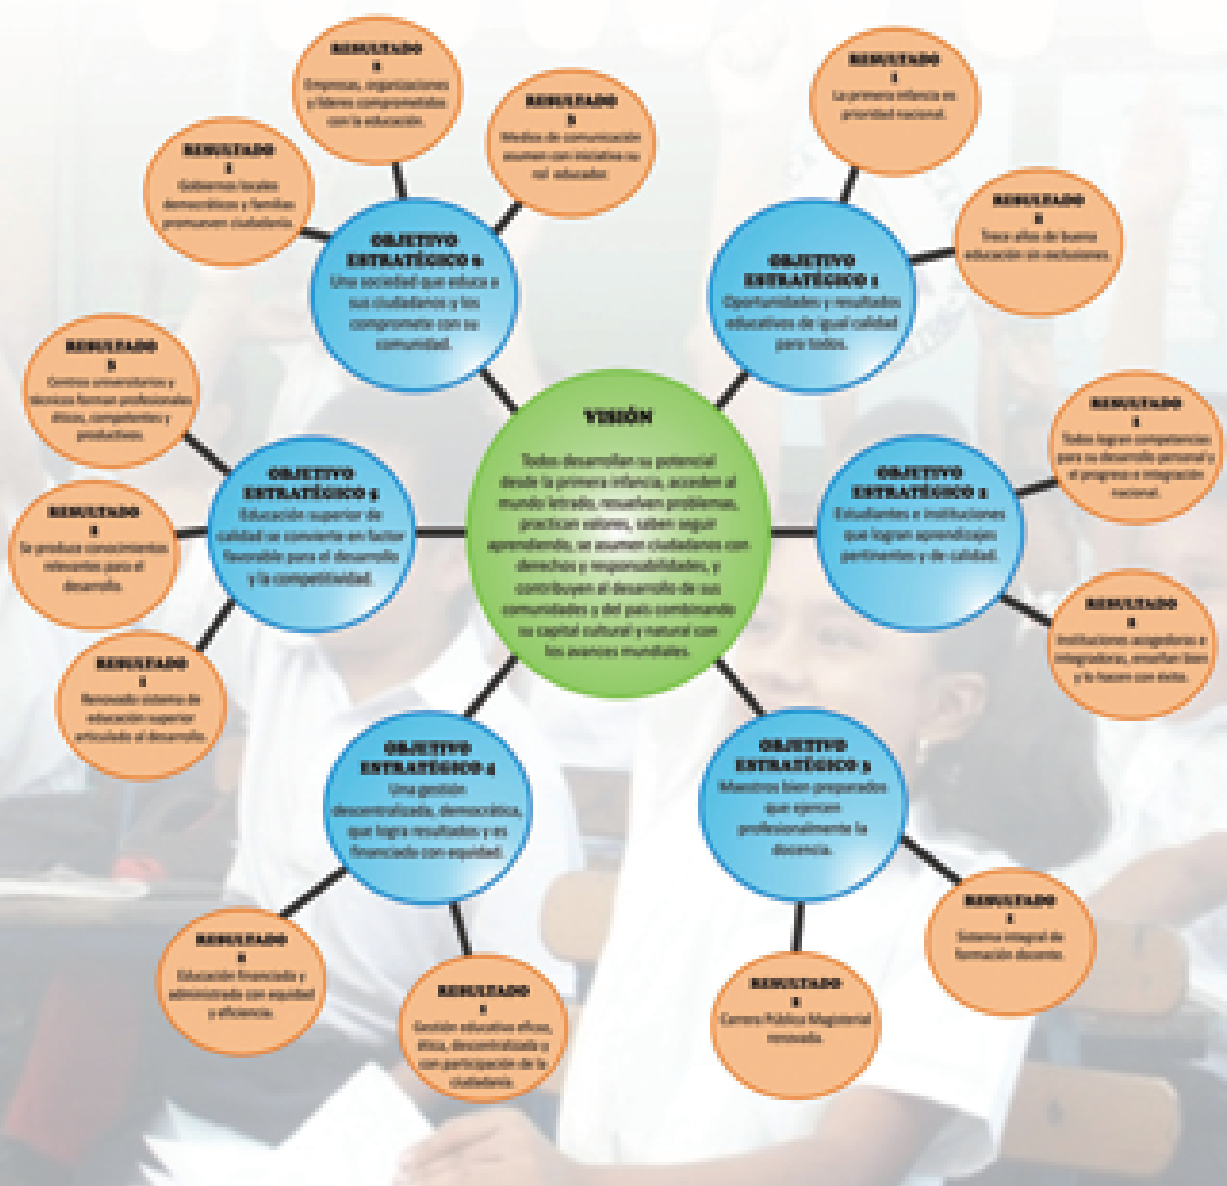 VISIÓN
Todos desarrollan su potencial
desde la primera infancia, acceden al
mundo letrado, resuelven problemas,
practican valores, saben seguir
aprendiendo, se asumen ciudadanos con
derechos y responsabilidades, y
contribuyen al desarrollo de sus
comunidades y del país combinando
su capital cultural y natural con
los avances mundiales.
OBJETIVO
ESTRATÉGICO 1
Oportunidades y resultados
educativos de igual calidad
para todos.
RESULTADO
1
La primera infancia es
prioridad nacional.
RESULTADO
2
Trece años de buena
educación sin exclusiones.
OBJETIVO
ESTRATÉGICO 2
Estudiantes e instituciones
que logran aprendizajes
pertinentes y de calidad.
RESULTADO
1
Todos logran competencias
para su desarrollo personal y
el progreso e integración
nacional.
RESULTADO
2
Instituciones acogedoras e
integradoras, enseñan bien
y lo hacen con éxito.
OBJETIVO
ESTRATÉGICO 3
Maestros bien preparados
que ejercen
profesionalmente la
docencia.
RESULTADO
1
Sistema integral de
formación docente.
RESULTADO
2
Carrera Pública Magisterial
renovada.
OBJETIVO
ESTRATÉGICO 4
Una gestión
descentralizada, democrática,
que logra resultados y es
financiada con equidad.
RESULTADO
1
Gestión educativa eficaz,
ética, descentralizada y
con participación de la
ciudadanía.
RESULTADO
2
Educación financiada y
administrada con equidad
y eficiencia.
OBJETIVO
ESTRATÉGICO 5
Educación superior de
calidad se convierte en factor
favorable para el desarrollo
y la competitividad.
RESULTADO
1
Renovado sistema de
educación superior
articulado al desarrollo.
RESULTADO
2
Se produce conocimientos
relevantes para el
desarrollo.
RESULTADO
3
Centros universitarios y
técnicos forman profesionales
éticos, competentes y
productivos.
OBJETIVO
ESTRATÉGICO 6
Una sociedad que educa a
sus ciudadanos y los
compromete con su
comunidad.
RESULTADO
1
Gobiernos locales
democráticos y familias
promueven ciudadanía.
RESULTADO
2
Empresas, organizaciones
y líderes comprometidos
con la educación.
RESULTADO
3
Medios de comunicación
asumen con iniciativa su
rol educador.